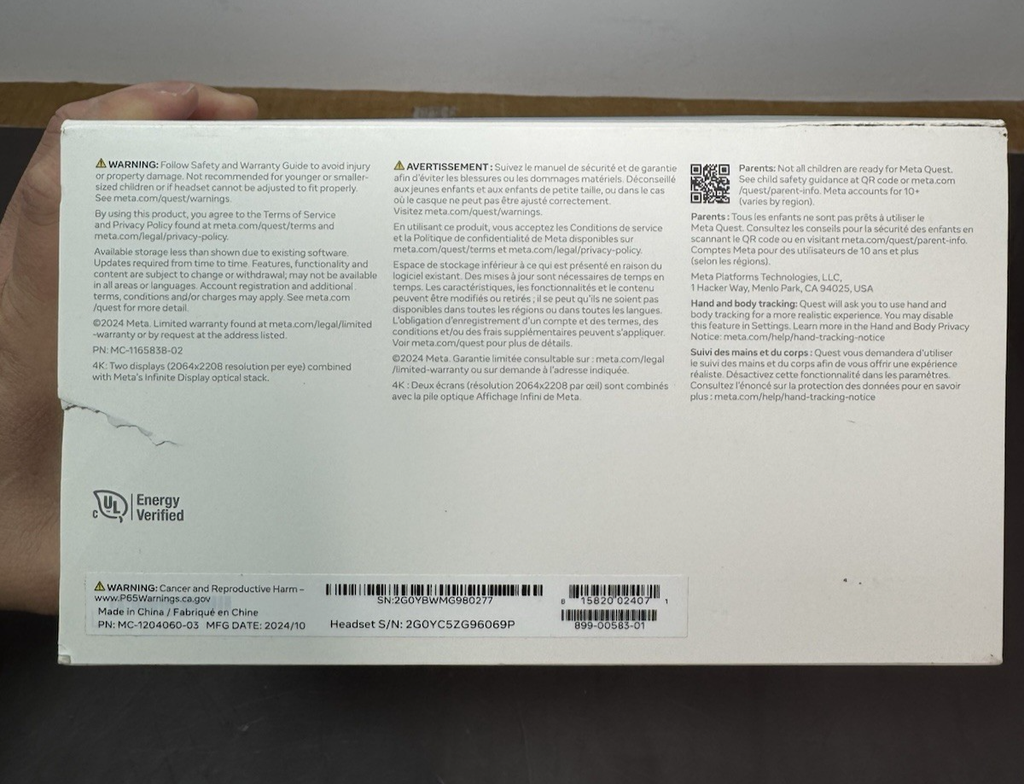 ⚠ WARNING: Follow Safety and Warranty Guide to avoid injury
or property damage. Not recommended for younger or smaller-
sized children or if headset cannot be adjusted to fit properly.
See meta.com/quest/warnings.
By using this product, you agree to the Terms of Service
and Privacy Policy found at meta.com/quest/terms and
meta.com/legal/privacy-policy.
Available storage less than shown due to existing software.
Updates required from time to time. Features, functionality and
content are subject to change or withdrawal; may not be available
in all areas or languages. Account registration and additional
terms, conditions and/or charges may apply. See meta.com
/quest for more detail.
©2024 Meta. Limited warranty found at meta.com/legal/limited
-warranty or by request at the address listed.
PN: MC-1165838-02
4K: Two displays (2064x2208 resolution per eye) combined
with Meta's Infinite Display optical stack.
⚠ AVERTISSEMENT : Suivez le manuel de sécurité et de garantie
afin d'éviter les blessures ou les dommages matériels. Déconseillé
aux jeunes enfants et aux enfants de petite taille, ou dans le cas
où le casque ne peut pas être ajusté correctement.
Visitez meta.com/quest/warnings.
En utilisant ce produit, vous acceptez les Conditions de service
et la Politique de confidentialité de Meta disponibles sur
meta.com/quest/terms et meta.com/legal/privacy-policy.
Espace de stockage inférieur à ce qui est présenté en raison du
logiciel existant. Des mises à jour sont nécessaires de temps en
temps. Les caractéristiques, les fonctionnalités et le contenu
peuvent être modifiés ou retirés ; il se peut qu'ils ne soient pas
disponibles dans toutes les régions ou dans toutes les langues.
L'obligation d'enregistrement d'un compte et des termes, des
conditions et/ou des frais supplémentaires peuvent s'appliquer.
Voir meta.com/quest pour plus de détails.
©2024 Meta. Garantie limitée consultable sur : meta.com/legal
/limited-warranty ou sur demande à l'adresse indiquée.
4K : Deux écrans (résolution 2064x2208 par œil) sont combinés
avec la pile optique Affichage Infini de Meta.
Parents: Not all children are ready for Meta Quest.
See child safety guidance at QR code or meta.com
/quest/parent-info. Meta accounts for 10+
(varies by region).
Parents : Tous les enfants ne sont pas prêts à utiliser le
Meta Quest. Consultez les conseils pour la sécurité des enfants en
scannant le QR code ou en visitant meta.com/quest/parent-info.
Comptes Meta pour des utilisateurs de 10 ans et plus
(selon les régions).
Meta Platforms Technologies, LLC,
1 Hacker Way, Menlo Park, CA 94025, USA
Hand and body tracking: Quest will ask you to use hand and
body tracking for a more realistic experience. You may disable
this feature in Settings. Learn more in the Hand and Body Privacy
Notice: meta.com/help/hand-tracking-notice
Suivi des mains et du corps : Quest vous demandera d'utiliser
le suivi des mains et du corps afin de vous offrir une expérience
réaliste. Désactivez cette fonctionnalité dans les paramètres.
Consultez l'énoncé sur la protection des données pour en savoir
plus : meta.com/help/hand-tracking-notice
c UL Energy
Verified
⚠ WARNING: Cancer and Reproductive Harm –
www.P65Warnings.ca.gov
Made in China / Fabriqué en Chine
PN: MC-1204060-03 MFG DATE: 2024/10
SN:2G0YBWMG980277
Headset S/N: 2G0YC5ZG96069P
0 15820 02407 1
899-00583-01